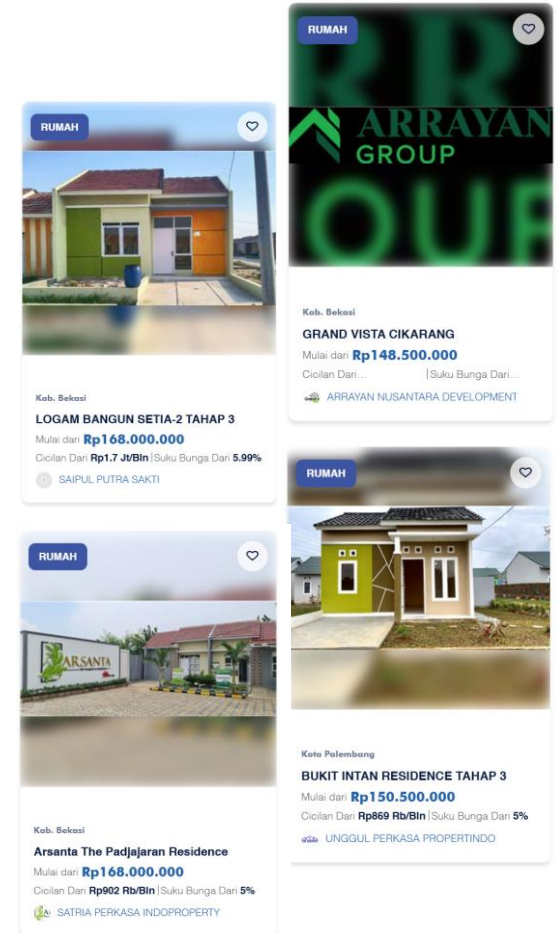 RUMAH
Kab. Bekasi
LOGAM BANGUN SETIA-2 TAHAP 3
Mulai dari Rp168.000.000
Cicilan Dari Rp1.7 Jt/Bln | Suku Bunga Dari 5.99%
SAIPUL PUTRA SAKTI
RUMAH
ARSANTA
Kab. Bekasi
Arsanta The Padjajaran Residence
Mulai dari Rp168.000.000
Cicilan Dari Rp902 Rb/Bln | Suku Bunga Dari 5%
SATRIA PERKASA INDOPROPERTY
RUMAH
RR
ARRAYAN
GROUP
OUP
Kab. Bekasi
GRAND VISTA CIKARANG
Mulai dari Rp148.500.000
Cicilan Dari... | Suku Bunga Dari...
ARRAYAN NUSANTARA DEVELOPMENT
RUMAH
Kota Palembang
BUKIT INTAN RESIDENCE TAHAP 3
Mulai dari Rp150.500.000
Cicilan Dari Rp869 Rb/Bln | Suku Bunga Dari 5%
UNGGUL PERKASA PROPERTINDO